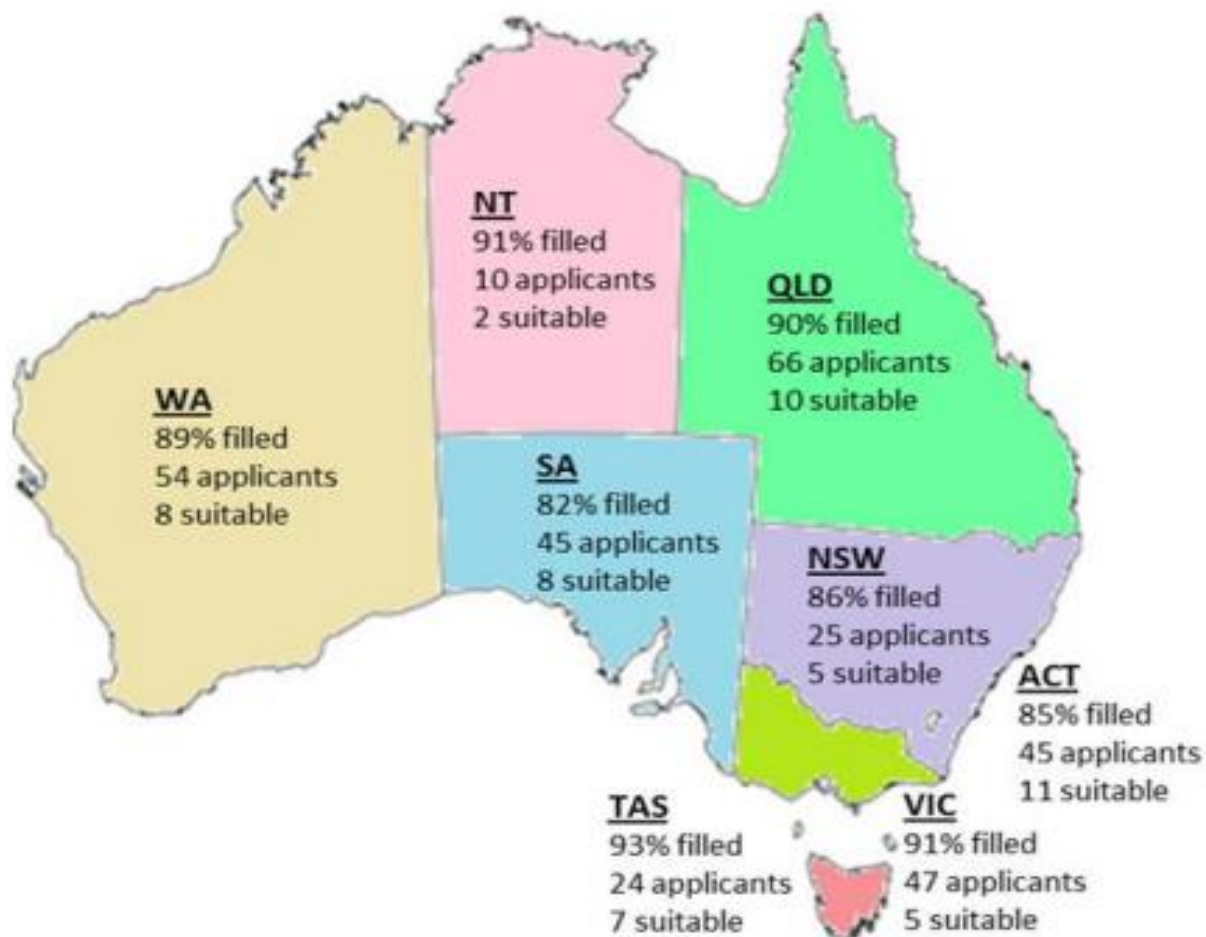 NT
91% filled
10 applicants
2 suitable
QLD
90% filled
66 applicants
10 suitable
WA
89% filled
54 applicants
8 suitable
SA
82% filled
45 applicants
8 suitable
NSW
86% filled
25 applicants
5 suitable
ACT
85% filled
45 applicants
11 suitable
TAS
93% filled
24 applicants
7 suitable
VIC
91% filled
47 applicants
5 suitable